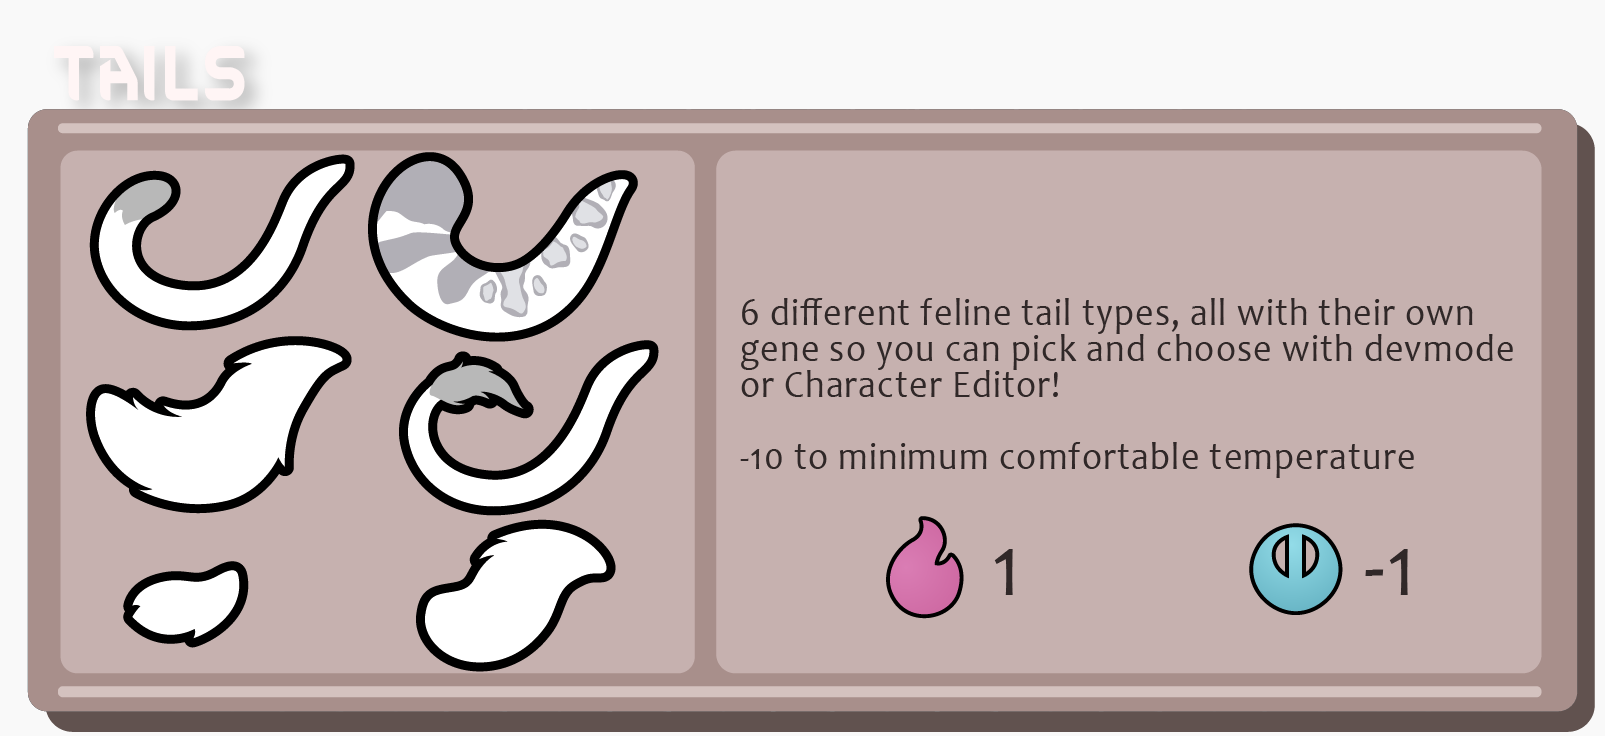 TAILS
6 different feline tail types, all with their own
gene so you can pick and choose with devmode
or Character Editor!
-10 to minimum comfortable temperature
1
-1